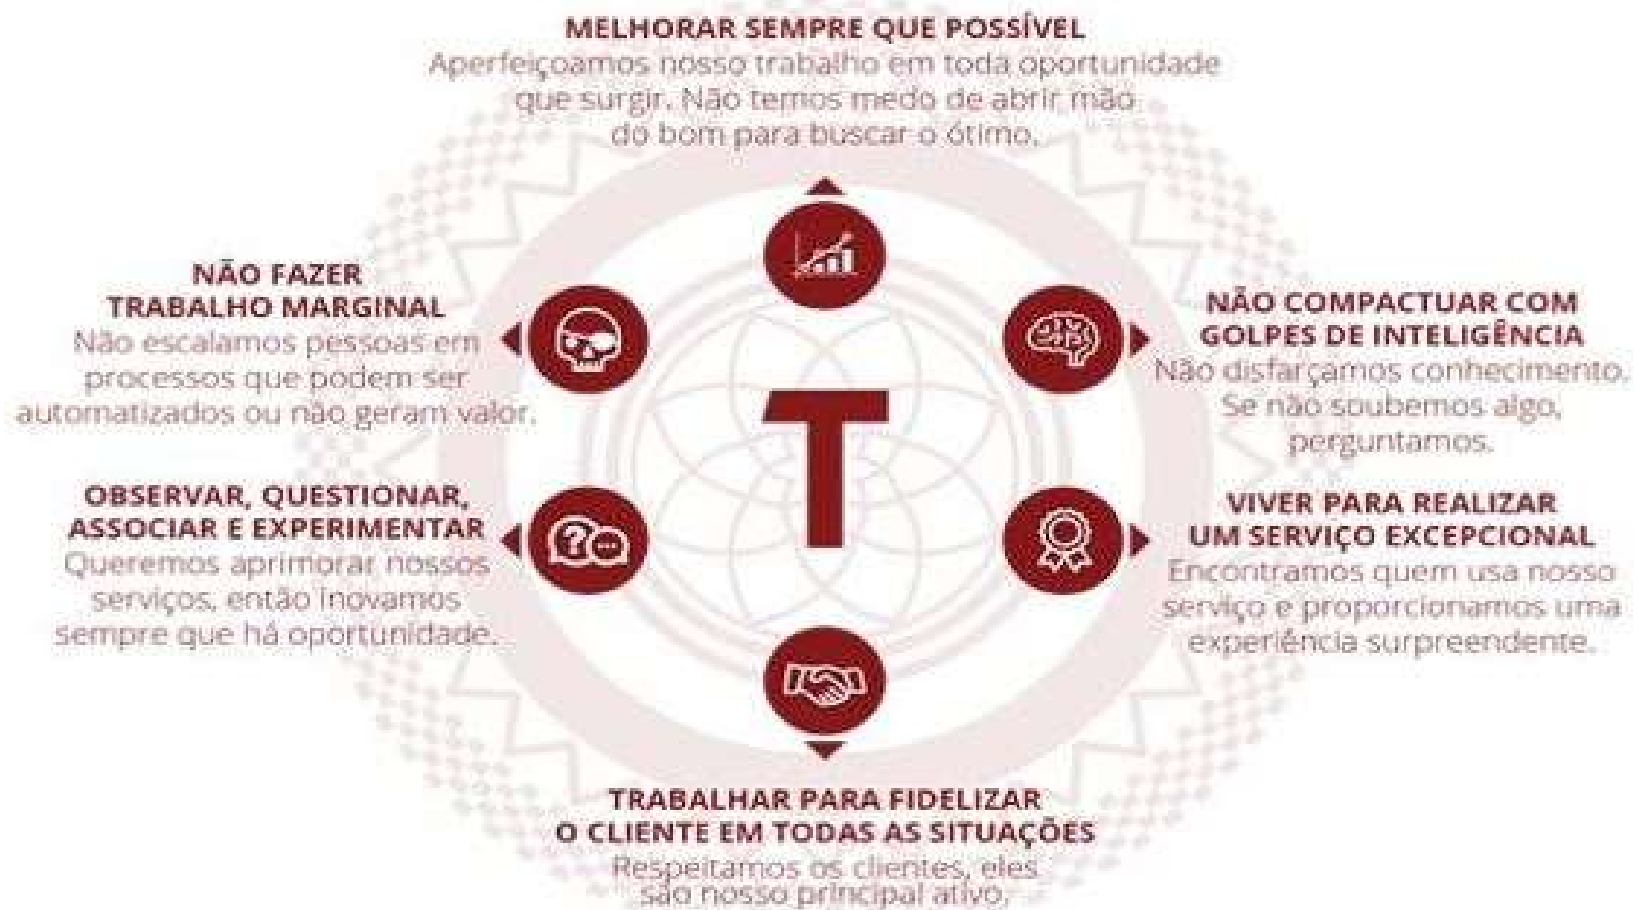 MELHORAR SEMPRE QUE POSSÍVEL
Aperfeiçoamos nosso trabalho em toda oportunidade
que surgir. Não temos medo de abrir mão
do bom para buscar o ótimo.
NÃO FAZER
TRABALHO MARGINAL
Não escalamos pessoas em
processos que podem ser
automatizados ou não geram valor.
NÃO COMPACTUAR COM
GOLPES DE INTELIGÊNCIA
Não disfarçamos conhecimento.
Se não soubemos algo,
perguntamos.
T
OBSERVAR, QUESTIONAR,
ASSOCIAR E EXPERIMENTAR
Queremos aprimorar nossos
serviços, então inovamos
sempre que há oportunidade.
VIVER PARA REALIZAR
UM SERVIÇO EXCEPCIONAL
Encontramos quem usa nosso
serviço e proporcionamos uma
experiência surpreendente.
TRABALHAR PARA FIDELIZAR
O CLIENTE EM TODAS AS SITUAÇÕES
Respeitamos os clientes, eles
são nosso principal ativo.